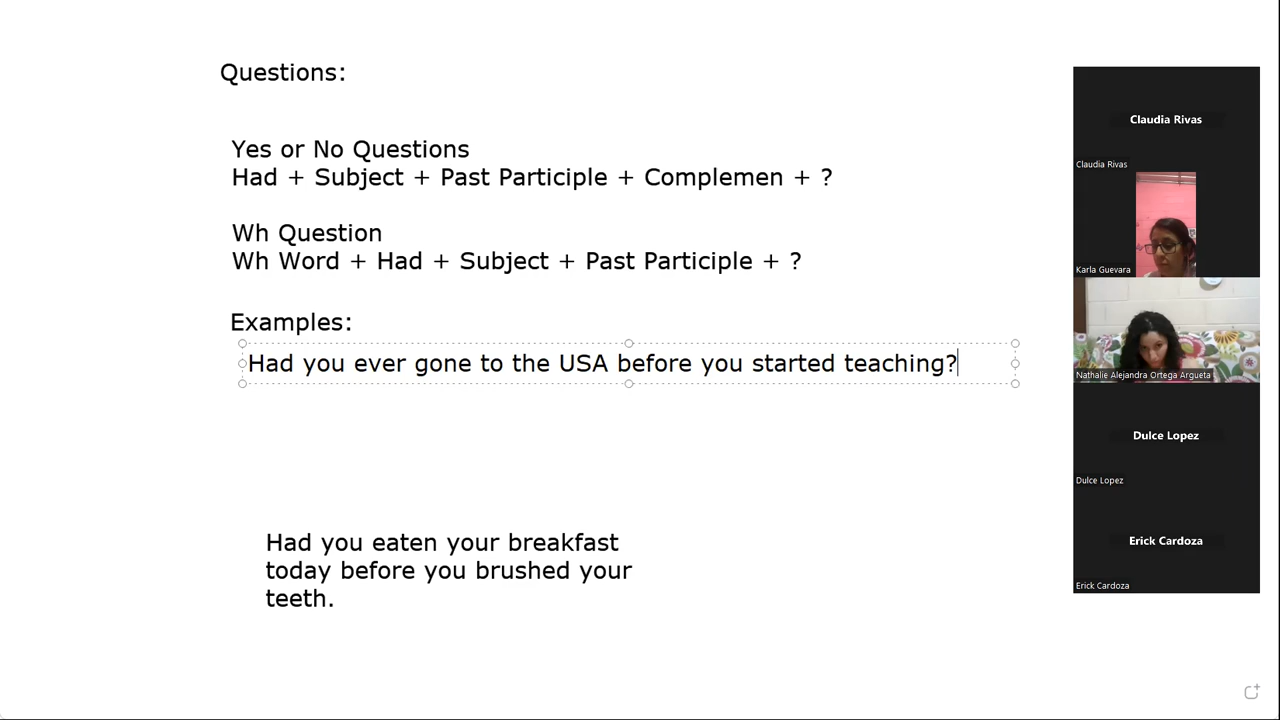 Questions:
Yes or No Questions
Had + Subject + Past Participle + Complemen + ?
Wh Question
Wh Word + Had + Subject + Past Participle + ?
Examples:
Had you ever gone to the USA before you started teaching?
Had you eaten your breakfast
today before you brushed your
teeth.
Claudia Rivas
Claudia Rivas
Karla Guevara
Nathalie Alejandra Ortega Argueta
Dulce Lopez
Dulce Lopez
Erick Cardoza
Erick Cardoza